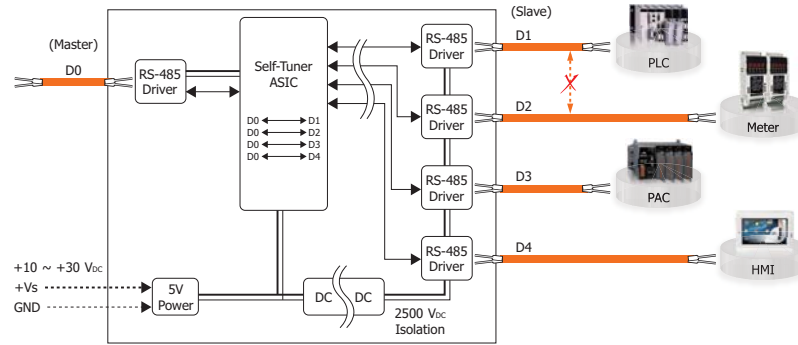 (Master)
D0
RS-485
Driver
Self-Tuner
ASIC
D0 D1
D0 D2
D0 D3
D0 D4
(Slave)
RS-485
Driver
D1
PLC
RS-485
Driver
D2
Meter
RS-485
Driver
D3
PAC
RS-485
Driver
D4
HMI
+10 ~ +30 VDC
+Vs
GND
5V
Power
DC DC
2500 VDC
Isolation